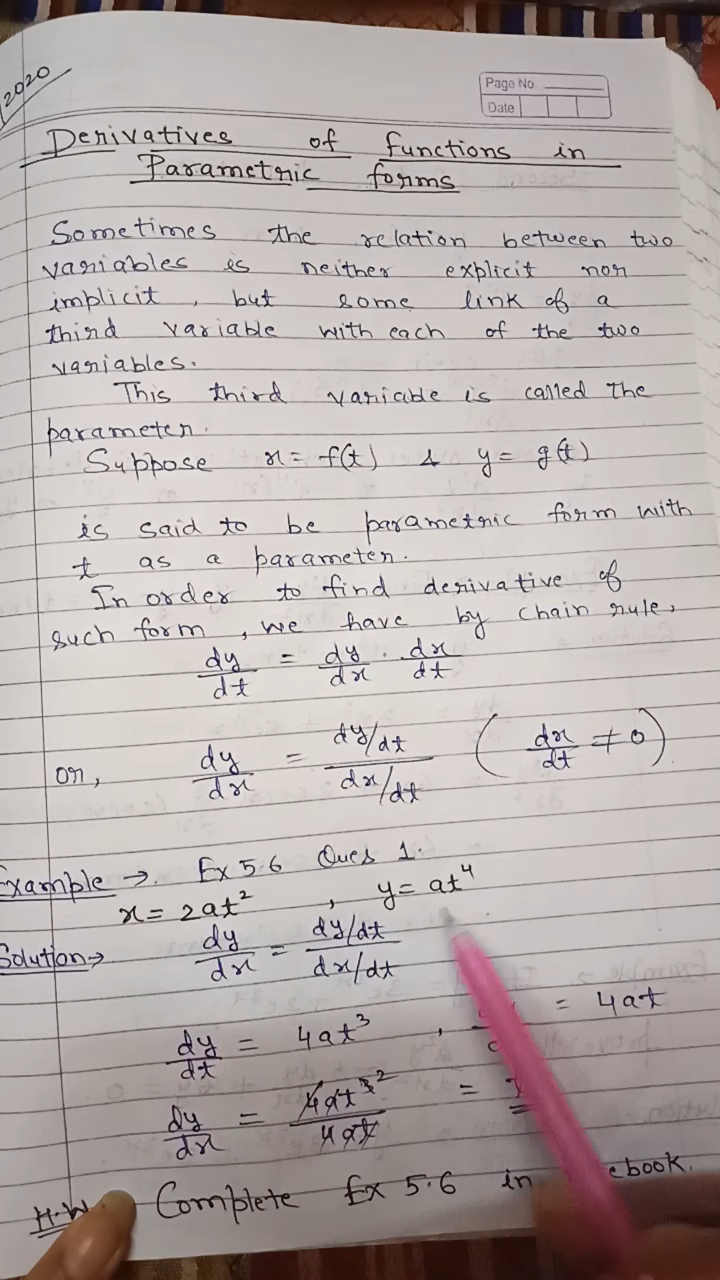 2020
Page No.
Date
Derivatives of functions in
Parametric forms
Sometimes the relation between two
variables is neither explicit nor
implicit, but some link of a
third variable with each of the two
variables.
This third variable is called the
parameter.
Suppose x = f(t) & y = g(t)
is said to be parametric form with
t as a parameter.
In order to find derivative of
such form, we have by chain rule,
dy/dt = dy/dx · dx/dt
or, dy/dx = (dy/dt)/(dx/dt) (dx/dt ≠ 0)
Example → Ex 5.6 Ques 1.
x = 2at², y = at⁴
Solution → dy/dx = (dy/dt)/(dx/dt)
dy/dt = 4at³, = 4at
dy/dx = 4at³ ² / 4at =
H.W. Complete Ex 5.6 in ebook.